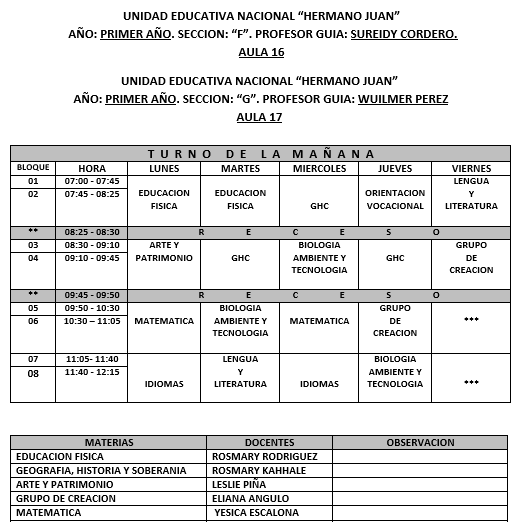 UNIDAD EDUCATIVA NACIONAL “HERMANO JUAN”
AÑO: PRIMER AÑO. SECCION: “F”. PROFESOR GUIA: SUREIDY CORDERO.
AULA 16
UNIDAD EDUCATIVA NACIONAL “HERMANO JUAN”
AÑO: PRIMER AÑO. SECCION: “G”. PROFESOR GUIA: WUILMER PEREZ
AULA 17
TURNO DE LA MAÑANA
BLOQUE HORA LUNES MARTES MIERCOLES JUEVES VIERNES
01 07:00 - 07:45 LENGUA
02 07:45 - 08:25 EDUCACION EDUCACION ORIENTACION Y
FISICA FISICA GHC VOCACIONAL LITERATURA
** 08:25 - 08:30 R E C E S O
03 08:30 - 09:10 ARTE Y BIOLOGIA GRUPO
04 09:10 - 09:45 PATRIMONIO GHC AMBIENTE Y GHC DE
TECNOLOGIA CREACION
** 09:45 - 09:50 R E C E S O
05 09:50 - 10:30 BIOLOGIA GRUPO
06 10:30 – 11:05 MATEMATICA AMBIENTE Y MATEMATICA DE ***
TECNOLOGIA CREACION
07 11:05- 11:40 LENGUA BIOLOGIA
08 11:40 - 12:15 Y AMBIENTE Y
IDIOMAS LITERATURA IDIOMAS TECNOLOGIA ***
MATERIAS DOCENTES OBSERVACION
EDUCACION FISICA ROSMARY RODRIGUEZ
GEOGRAFIA, HISTORIA Y SOBERANIA ROSMARY KAHHALE
ARTE Y PATRIMONIO LESLIE PIÑA
GRUPO DE CREACION ELIANA ANGULO
MATEMATICA YESICA ESCALONA